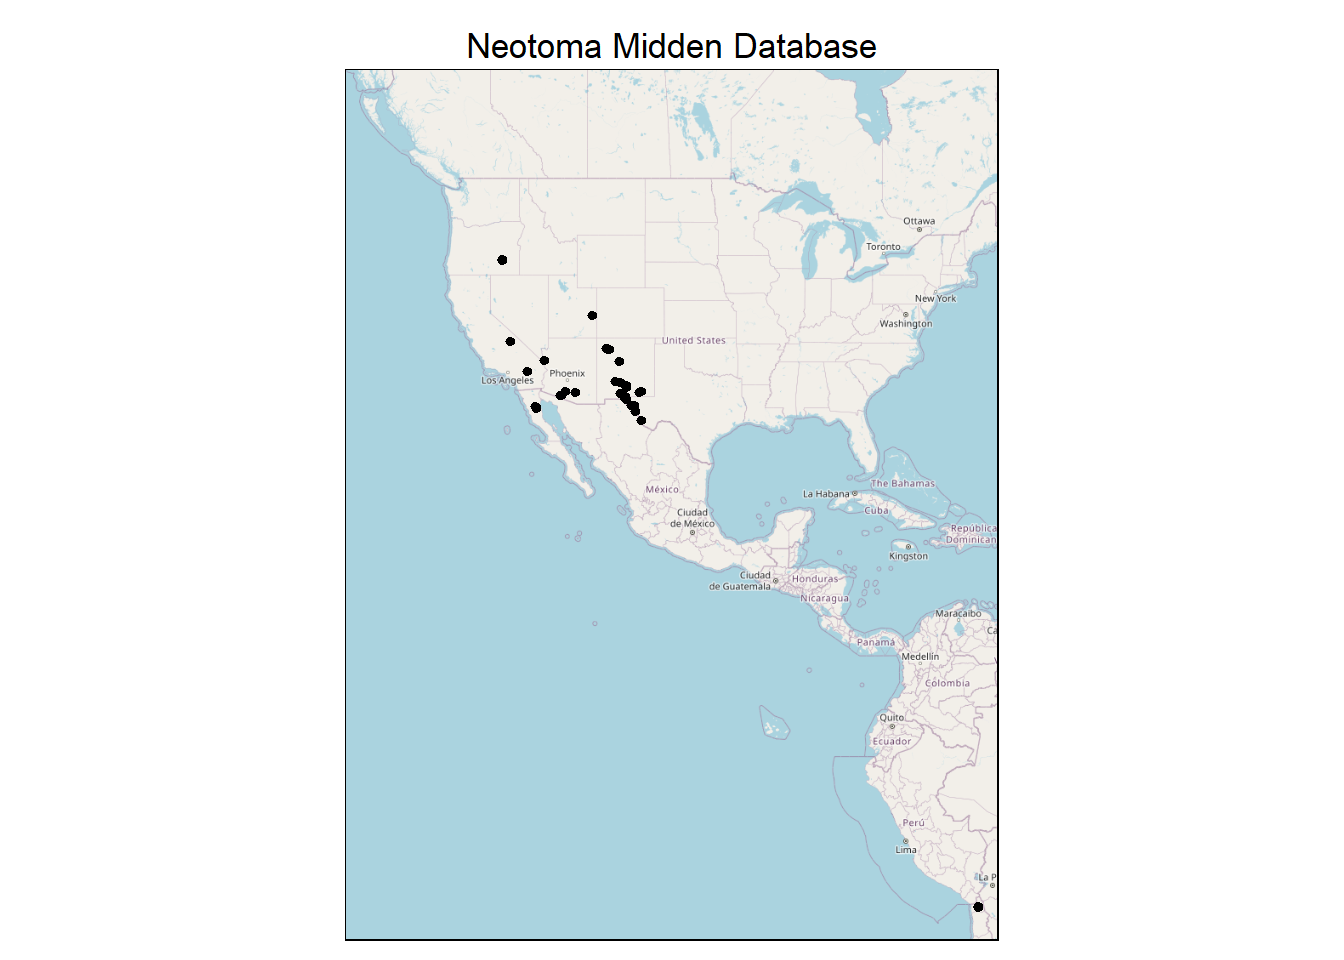 Neotoma Midden Database
Ottawa
Toronto
New York
Washington
United States
Phoenix
Los Angeles
La Habana
The Bahamas
Cuba
México
Ciudad
de México
República
Dominican
Kingston
Ciudad
de Guatemala
Honduras
Nicaragua
Maracaibo
Ca
Panamá
Medellín
Colombia
Quito
Ecuador
Perú
Lima
La P